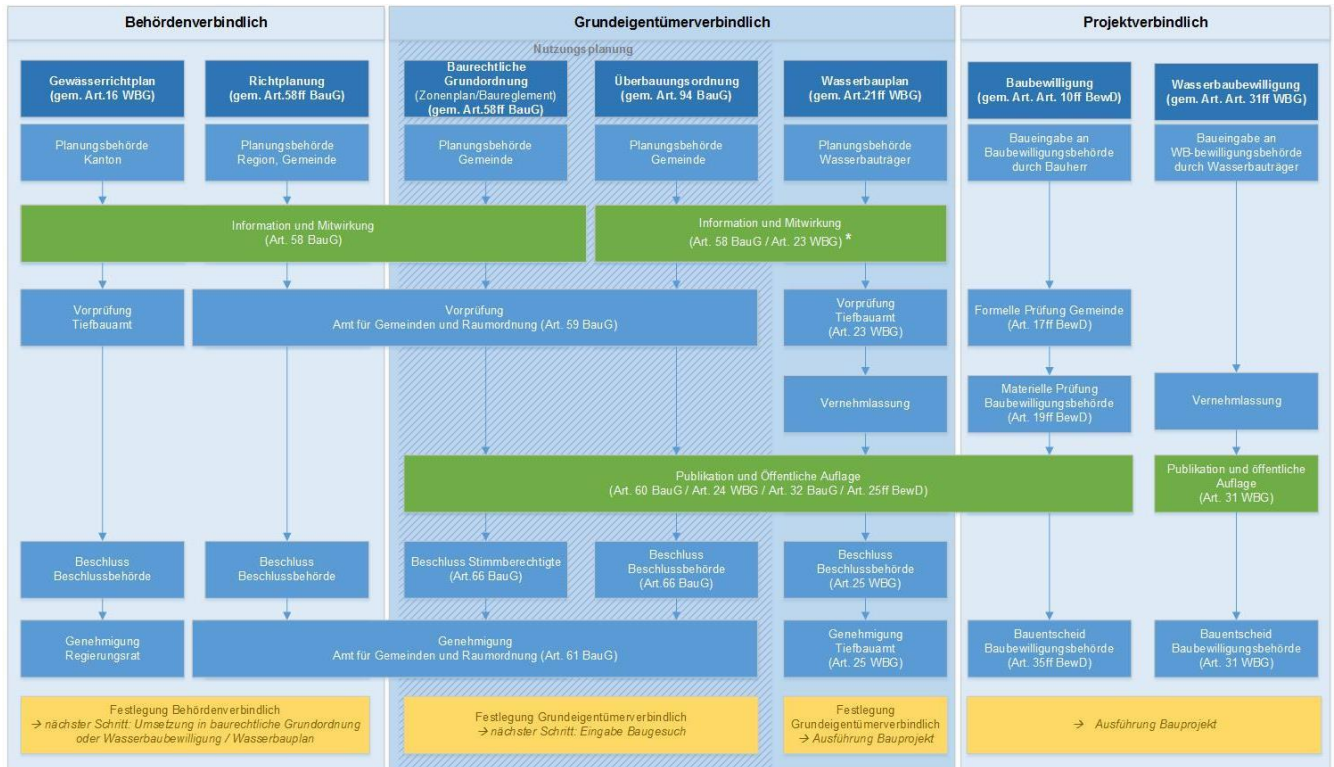 Behördenverbindlich
Grundeigentümerverbindlich
Projektverbindlich
Nutzungsplanung
Gewässerrichtplan
(gem. Art.16 WBG)
Richtplanung
(gem. Art.58ff BauG)
Baurechtliche
Grundordnung
(Zonenplan/Baureglement)
(gem. Art.58ff BauG)
Überbauungsordnung
(gem. Art. 94 BauG)
Wasserbauplan
(gem. Art.21ff WBG)
Baubewilligung
(gem. Art. Art. 10ff BewD)
Wasserbaubewilligung
(gem. Art. Art. 31ff WBG)
Planungsbehörde
Kanton
Planungsbehörde
Region, Gemeinde
Planungsbehörde
Gemeinde
Planungsbehörde
Gemeinde
Planungsbehörde
Wasserbauträger
Baueingabe an
Baubewilligungsbehörde
durch Bauherr
Baueingabe an
WB-bewilligungsbehörde
durch Wasserbauträger
Information und Mitwirkung
(Art. 58 BauG)
Information und Mitwirkung
(Art. 58 BauG / Art. 23 WBG) *
Vorprüfung
Tiefbauamt
Vorprüfung
Amt für Gemeinden und Raumordnung (Art. 59 BauG)
Vorprüfung
Tiefbauamt
(Art. 23 WBG)
Formelle Prüfung Gemeinde
(Art. 17ff BewD)
Vernehmlassung
Materielle Prüfung
Baubewilligungsbehörde
(Art. 19ff BewD)
Vernehmlassung
Publikation und Öffentliche Auflage
(Art. 60 BauG / Art. 24 WBG / Art. 32 BauG / Art. 25ff BewD)
Publikation und öffentliche
Auflage
(Art. 31 WBG)
Beschluss
Beschlussbehörde
Beschluss
Beschlussbehörde
Beschluss Stimmberechtigte
(Art.66 BauG)
Beschluss
Beschlussbehörde
(Art.66 BauG)
Beschluss
Beschlussbehörde
(Art.25 WBG)
Genehmigung
Regierungsrat
Genehmigung
Amt für Gemeinden und Raumordnung (Art. 61 BauG)
Genehmigung
Tiefbauamt
(Art. 25 WBG)
Bauentscheid
Baubewilligungsbehörde
(Art. 35ff BewD)
Bauentscheid
Baubewilligungsbehörde
(Art. 31 WBG)
Festlegung Behördenverbindlich
→ nächster Schritt: Umsetzung in baurechtliche Grundordnung
oder Wasserbaubewilligung / Wasserbauplan
Festlegung Grundeigentümerverbindlich
→ nächster Schritt: Eingabe Baugesuch
Festlegung
Grundeigentümerverbindlich
→ Ausführung Bauprojekt
→ Ausführung Bauprojekt